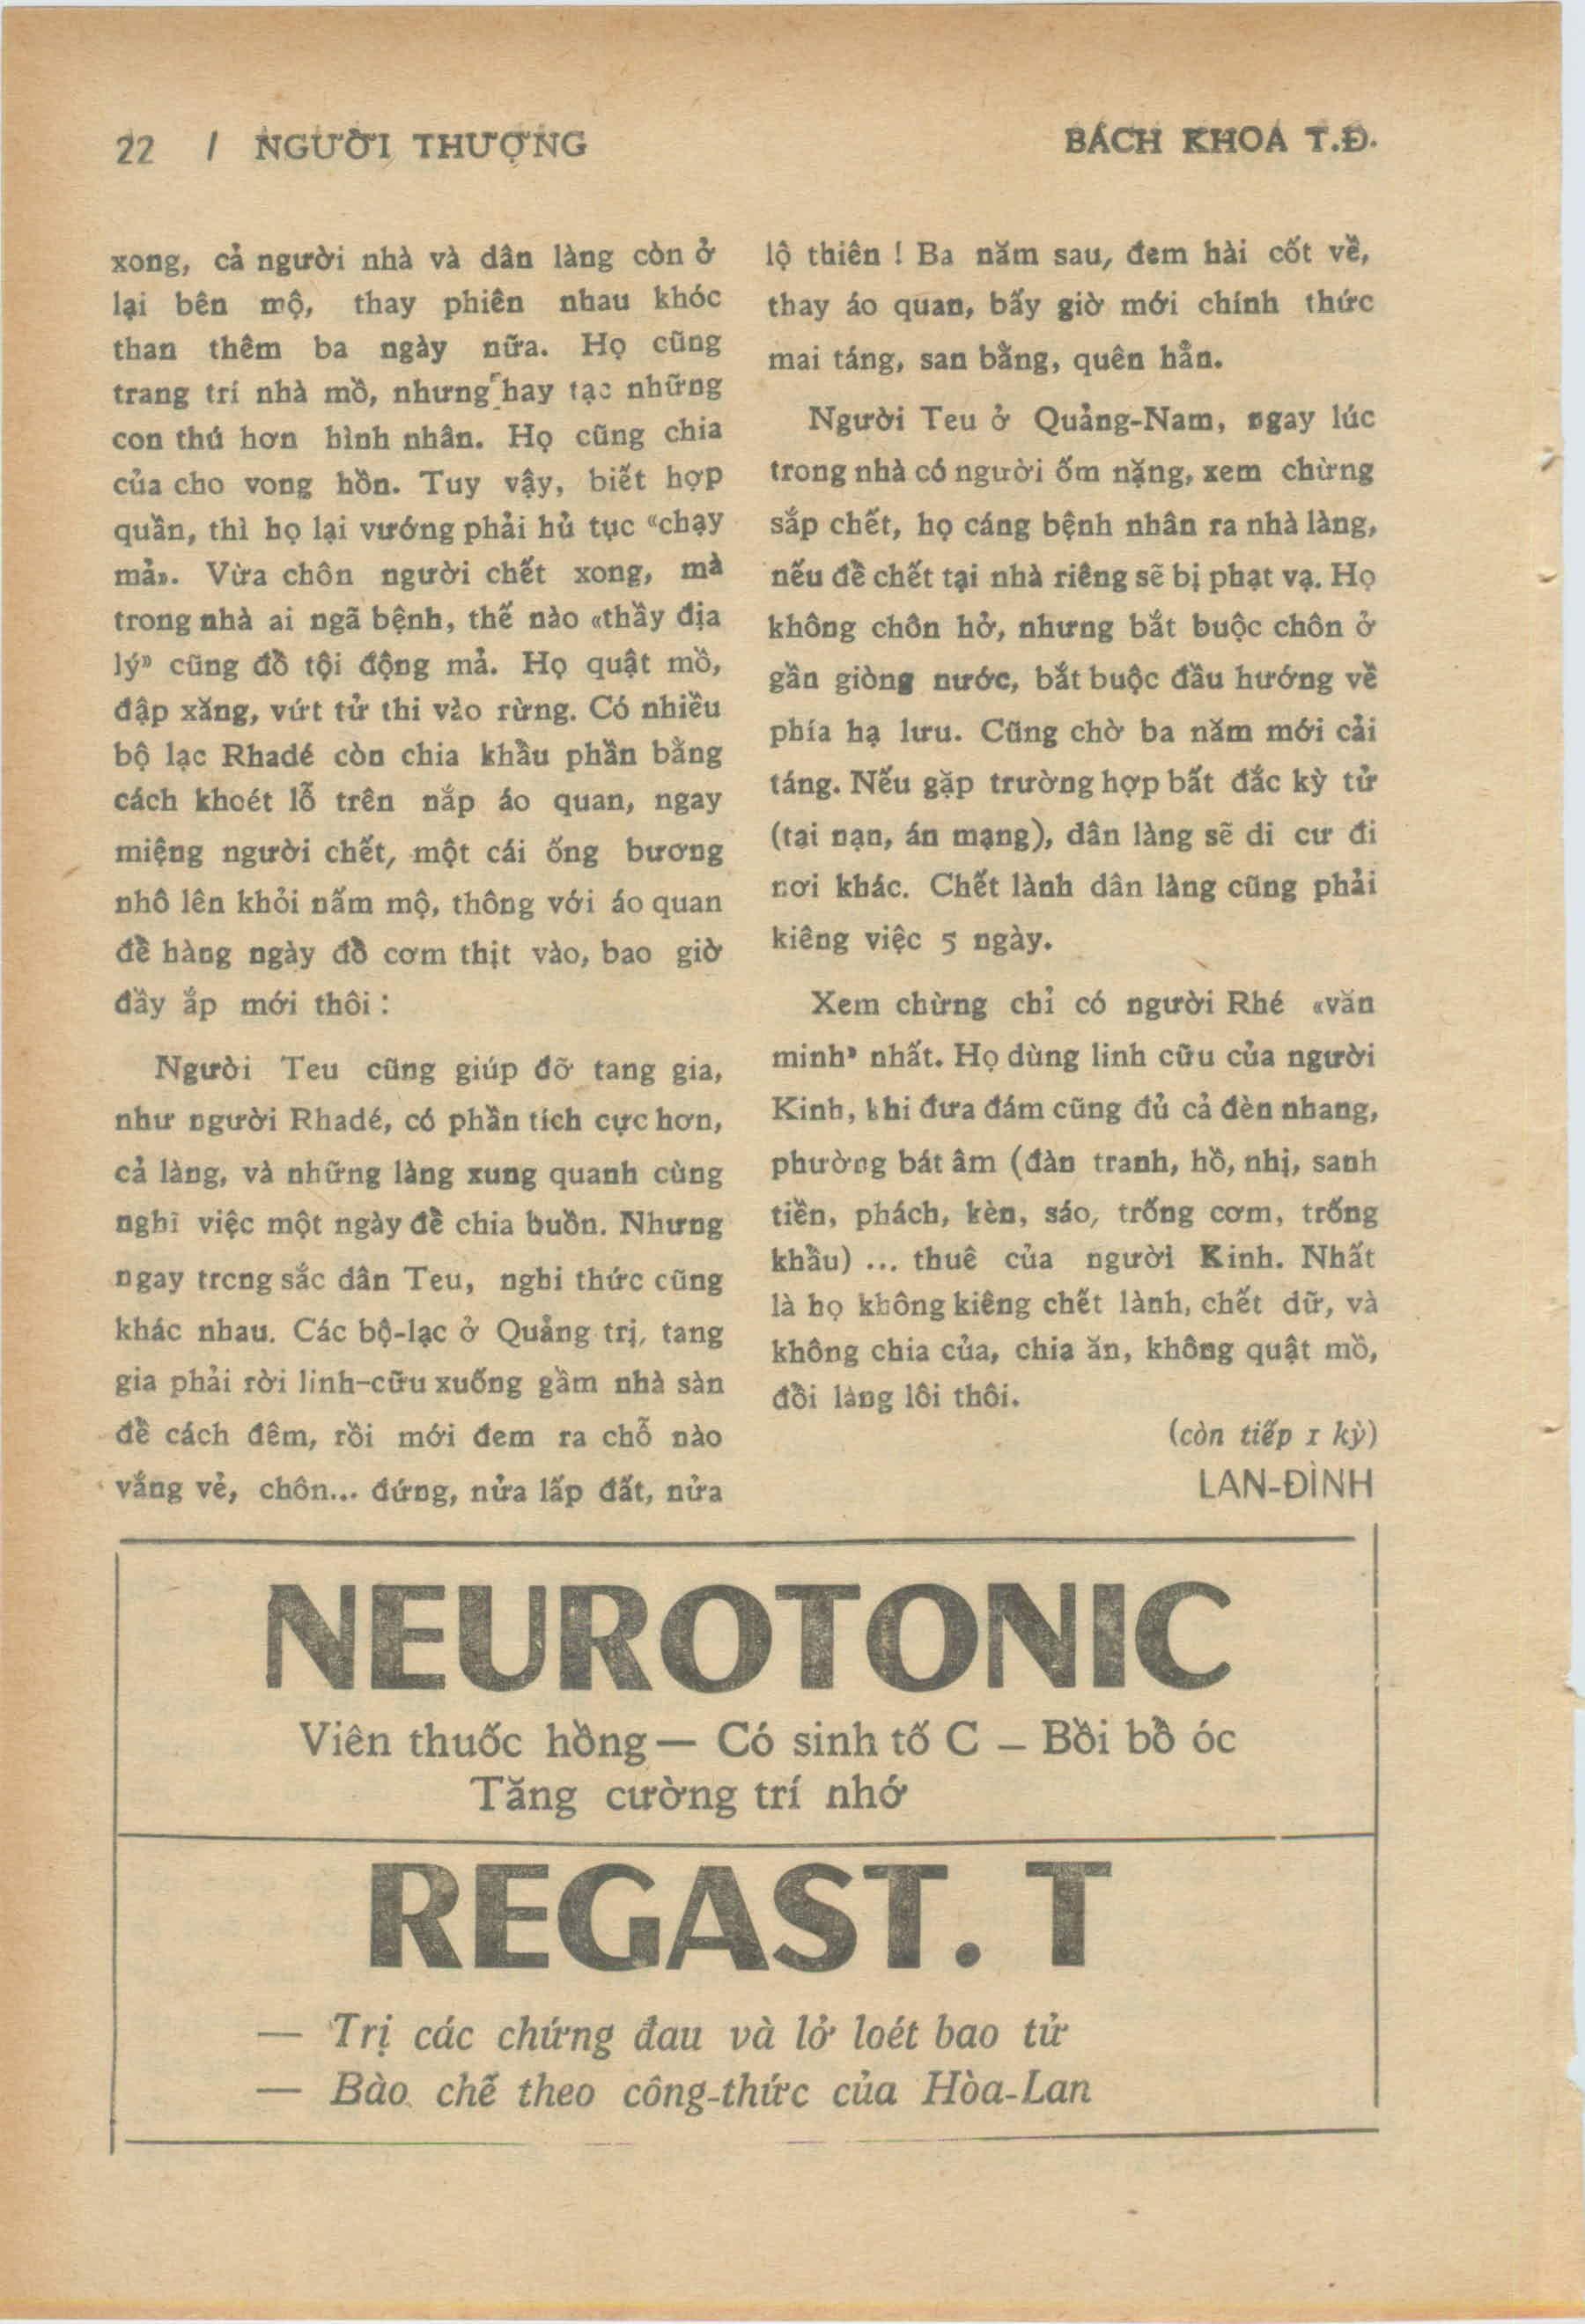 22 / NGƯỜI THƯỢNG
BÁCH KHOA T.Đ.
xong, cả người nhà và dân làng còn ở
lại bên mộ, thay phiên nhau khóc
than thêm ba ngày nữa. Họ cũng
trang trí nhà mồ, nhưng hay tạc những
con thú hơn hình nhân. Họ cũng chia
của cho vong hồn. Tuy vậy, biết hợp
quần, thì họ lại vướng phải hủ tục «chạy
mả». Vừa chôn người chết xong, mà
trong nhà ai ngã bệnh, thế nào «thầy địa
lý» cũng đổ tội động mả. Họ quật mồ,
đập xăng, vứt tử thi vào rừng. Có nhiều
bộ lạc Rhadé còn chia khẩu phần bằng
cách khoét lỗ trên nắp áo quan, ngay
miệng người chết, một cái ống bương
nhô lên khỏi nấm mộ, thông với áo quan
để hàng ngày đổ cơm thịt vào, bao giờ
đầy ắp mới thôi :
Người Teu cũng giúp đỡ tang gia,
như người Rhadé, có phần tích cực hơn,
cả làng, và những làng xung quanh cùng
nghỉ việc một ngày để chia buồn. Nhưng
ngay trong sắc dân Teu, nghi thức cũng
khác nhau. Các bộ-lạc ở Quảng trị, tang
gia phải rời linh-cữu xuống gầm nhà sàn
để cách đêm, rồi mới đem ra chỗ nào
vắng vẻ, chôn... đứng, nửa lấp đất, nửa
lộ thiên ! Ba năm sau, đem hài cốt về,
thay áo quan, bấy giờ mới chính thức
mai táng, san bằng, quên hẳn.
Người Teu ở Quảng-Nam, ngay lúc
trong nhà có người ốm nặng, xem chừng
sắp chết, họ cáng bệnh nhân ra nhà làng,
nếu để chết tại nhà riêng sẽ bị phạt vạ. Họ
không chôn hở, nhưng bắt buộc chôn ở
gần giòng nước, bắt buộc đầu hướng về
phía hạ lưu. Cũng chờ ba năm mới cải
táng. Nếu gặp trường hợp bất đắc kỳ tử
(tai nạn, án mạng), dân làng sẽ di cư đi
nơi khác. Chết lành dân làng cũng phải
kiêng việc 5 ngày.
Xem chừng chỉ có người Rhé «văn
minh» nhất. Họ dùng linh cữu của người
Kinh, khi đưa đám cũng đủ cả đèn nhang,
phường bát âm (đàn tranh, hồ, nhị, sanh
tiền, phách, kèn, sáo, trống cơm, trống
khẩu) ... thuê của người Kinh. Nhất
là họ không kiêng chết lành, chết dữ, và
không chia của, chia ăn, không quật mồ,
đổi làng lôi thôi.
(còn tiếp 1 kỳ)
LAN-ĐÌNH
NEUROTONIC
Viên thuốc hồng — Có sinh tố C — Bồi bổ óc
Tăng cường trí nhớ
REGAST. T
— Trị các chứng đau và lở loét bao tử
— Bào chế theo công-thức của Hòa-Lan